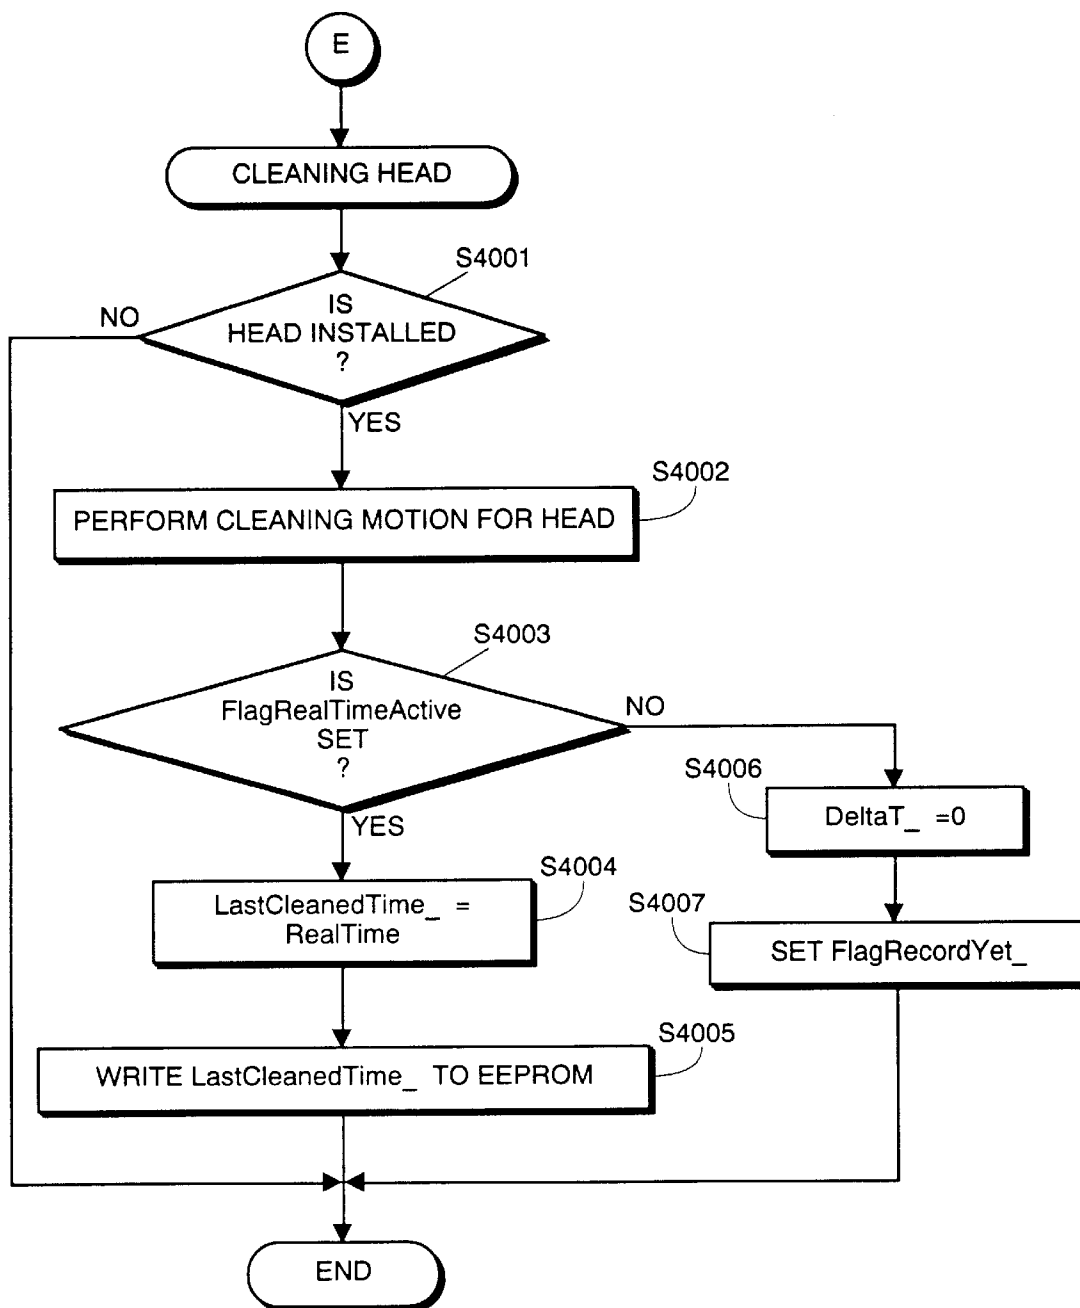 E
CLEANING HEAD
S4001
IS
HEAD INSTALLED
?
NO
YES
S4002
PERFORM CLEANING MOTION FOR HEAD
S4003
IS
FlagRealTimeActive
SET
?
NO
YES
S4006
DeltaT_ =0
S4004
LastCleanedTime_ =
RealTime
S4007
SET FlagRecordYet_
S4005
WRITE LastCleanedTime_ TO EEPROM
END